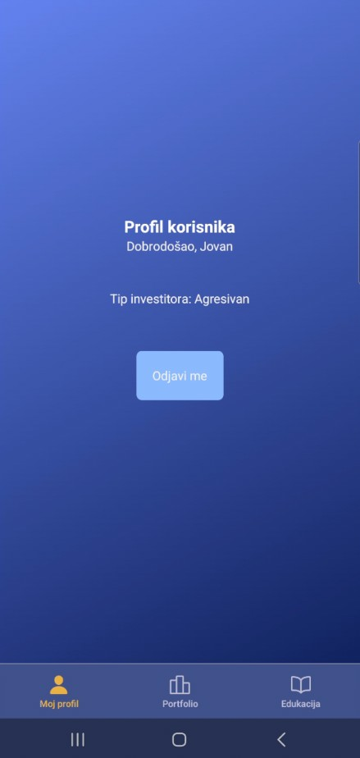 Profil korisnika
Dobrodošao, Jovan
Tip investitora: Agresivan
Odjavi me
Moj profil
Portfolio
Edukacija